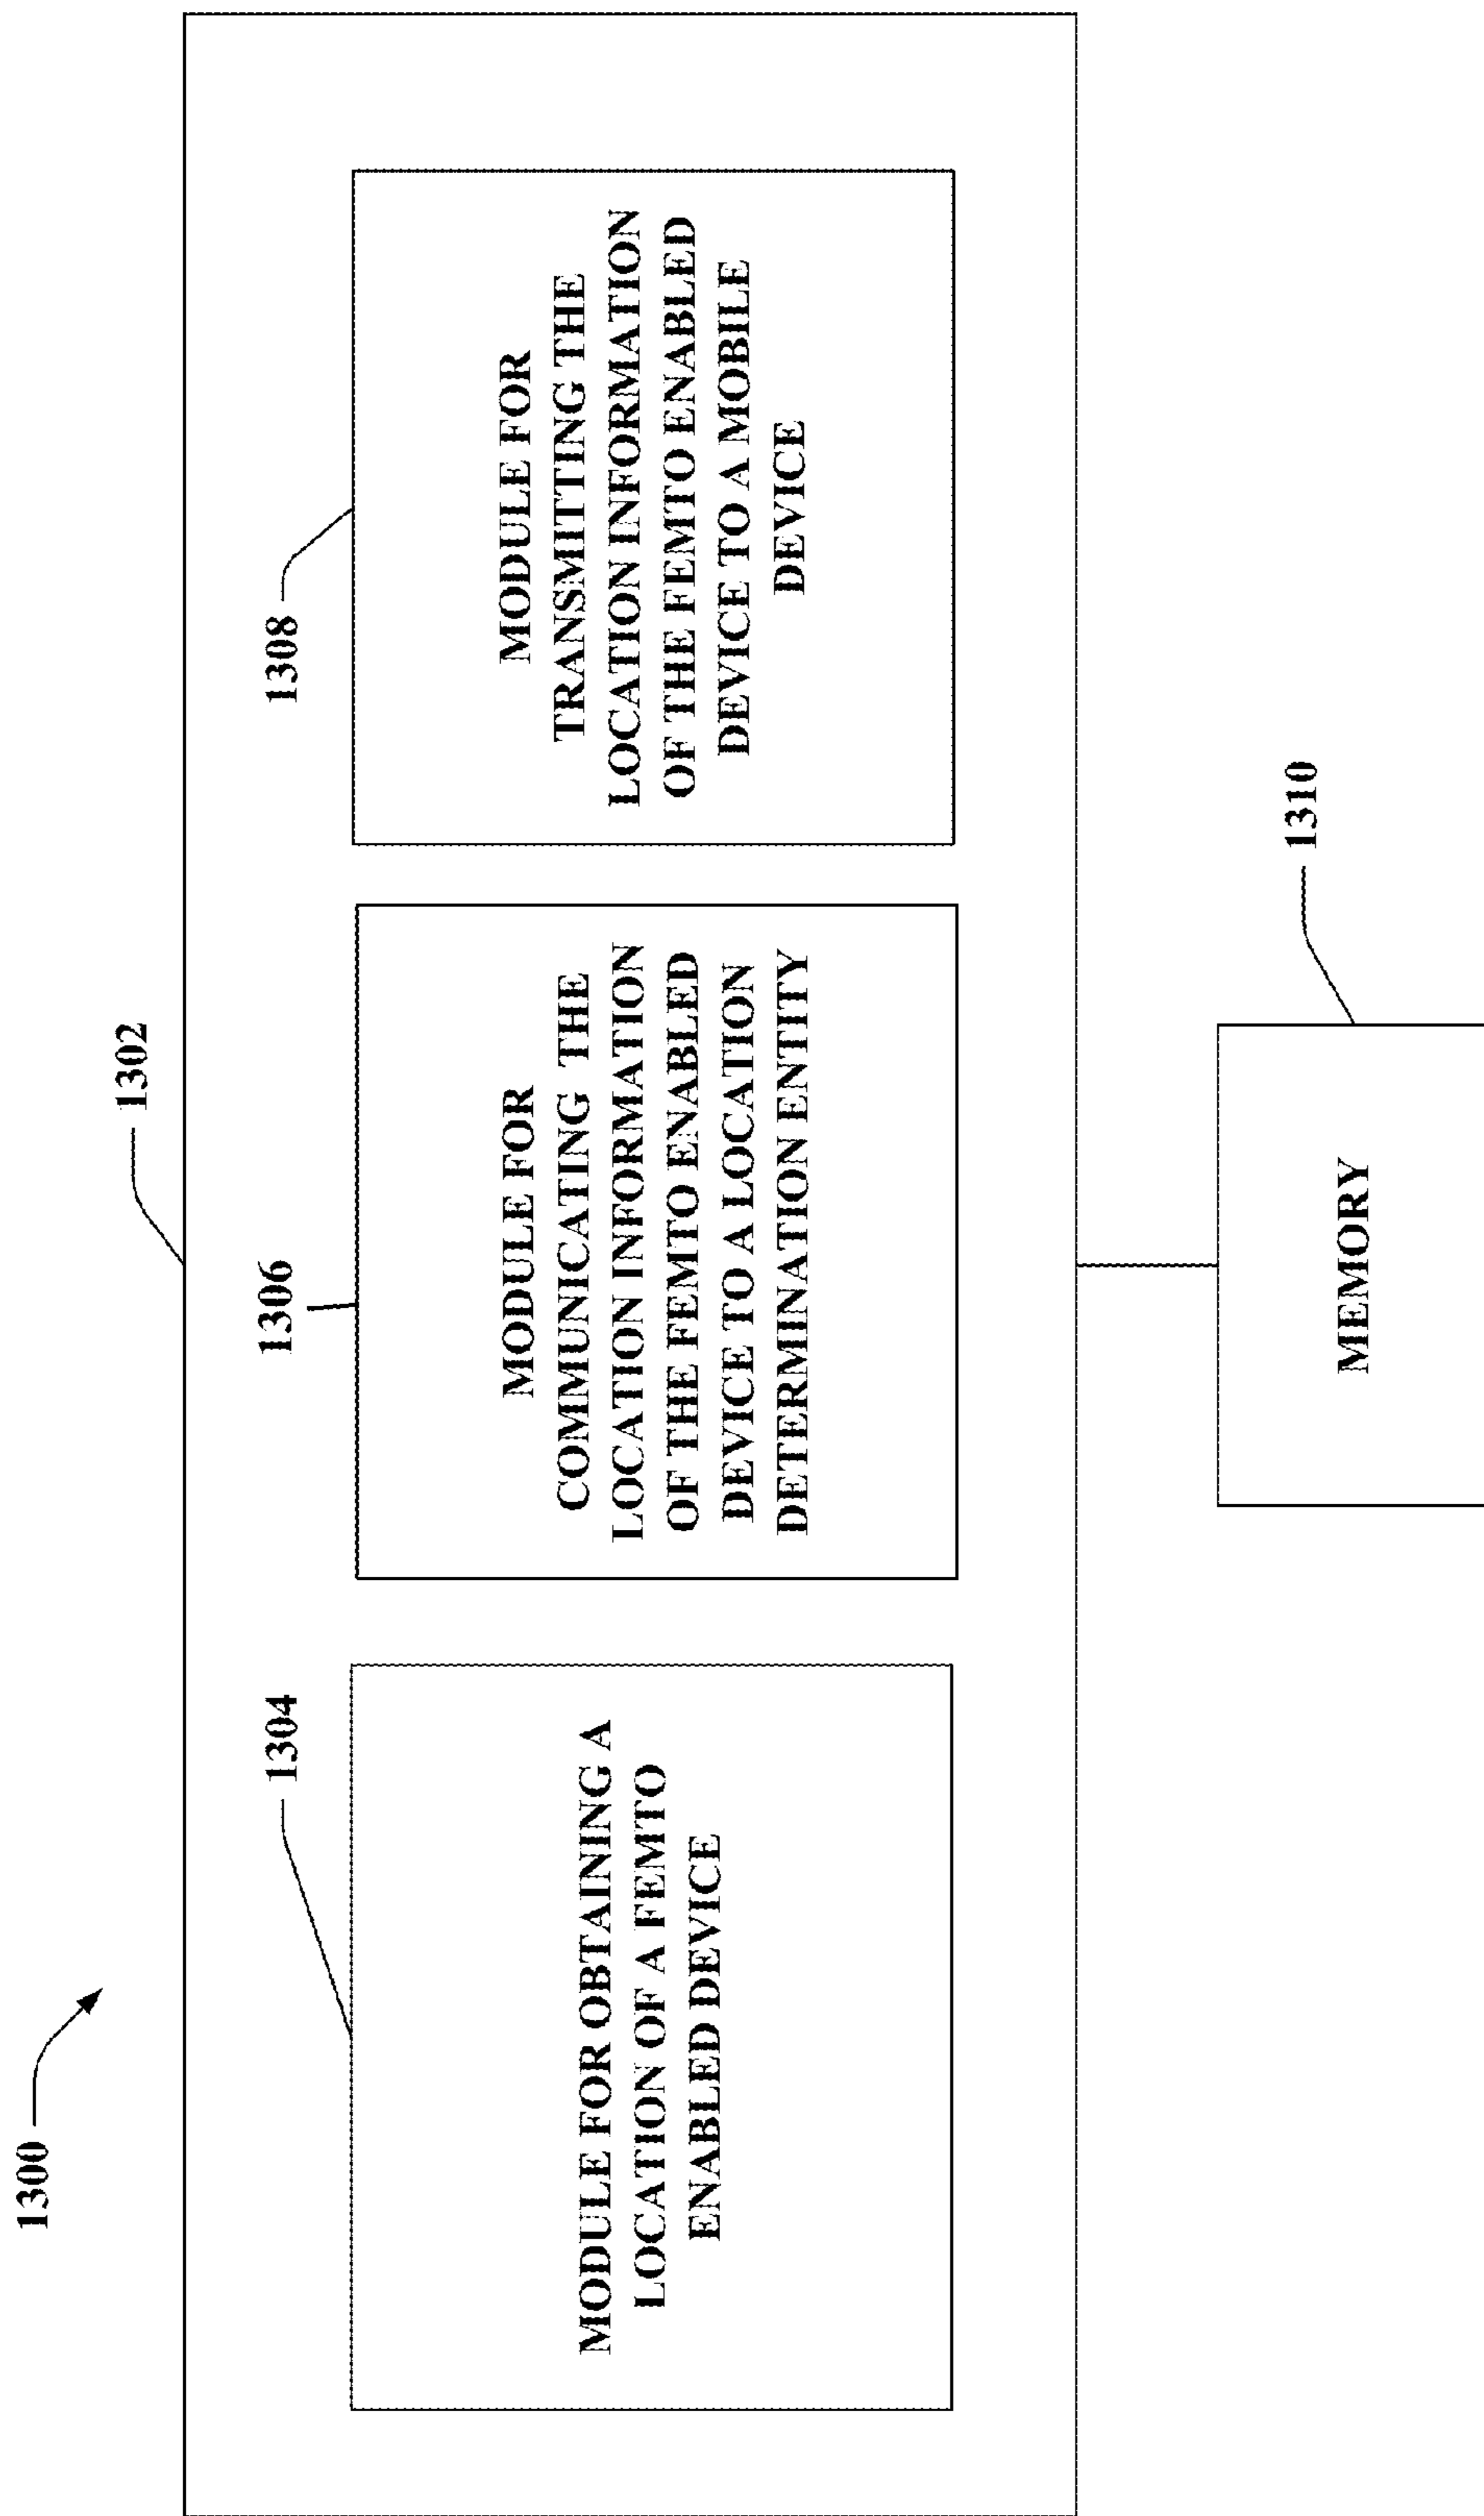 1300
1302
1304
MODULE FOR OBTAINING A
LOCATION OF A FEMTO
ENABLED DEVICE
1306
MODULE FOR
COMMUNICATING THE
LOCATION INFORMATION
OF THE FEMTO ENABLED
DEVICE TO A LOCATION
DETERMINATION ENTITY
1308
MODULE FOR
TRANSMITTING THE
LOCATION INFORMATION
OF THE FEMTO ENABLED
DEVICE TO A MOBILE
DEVICE
1310
MEMORY